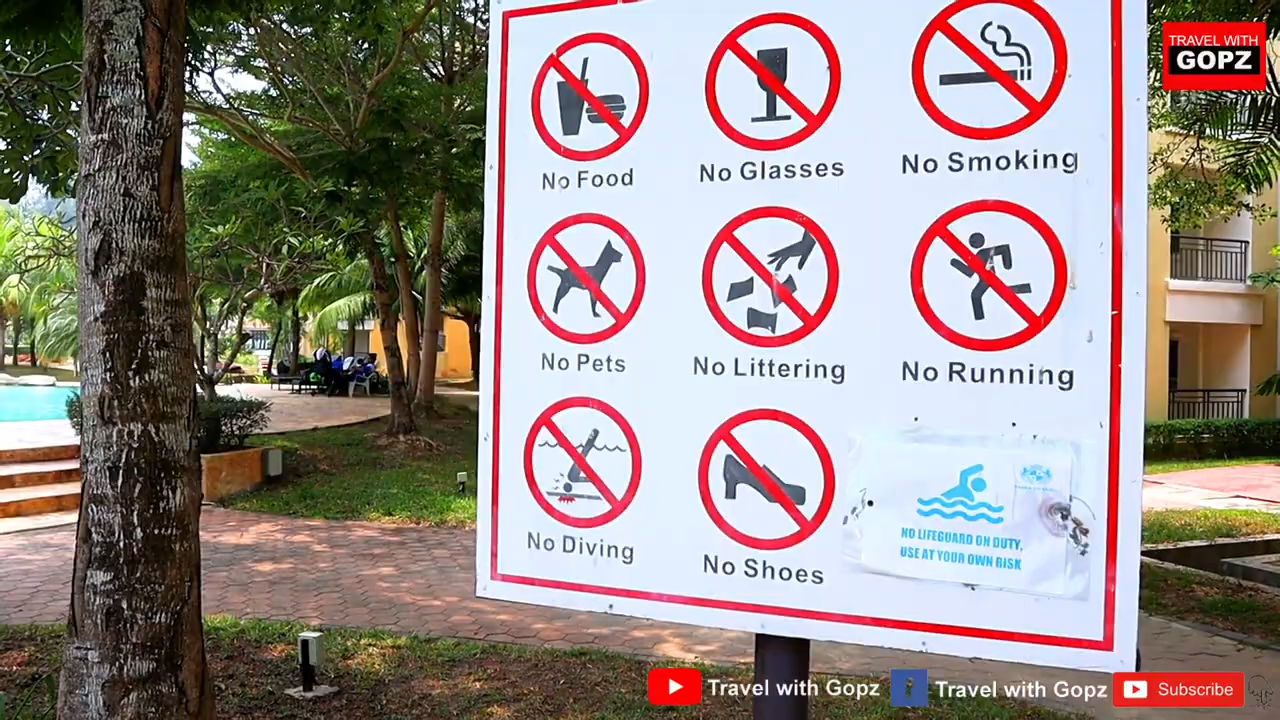 TRAVEL WITH
GOPZ
No Food
No Glasses
No Smoking
No Pets
No Littering
No Running
No Diving
No Shoes
NO LIFEGUARD ON DUTY,
USE AT YOUR OWN RISK
Travel with Gopz
Travel with Gopz
Subscribe